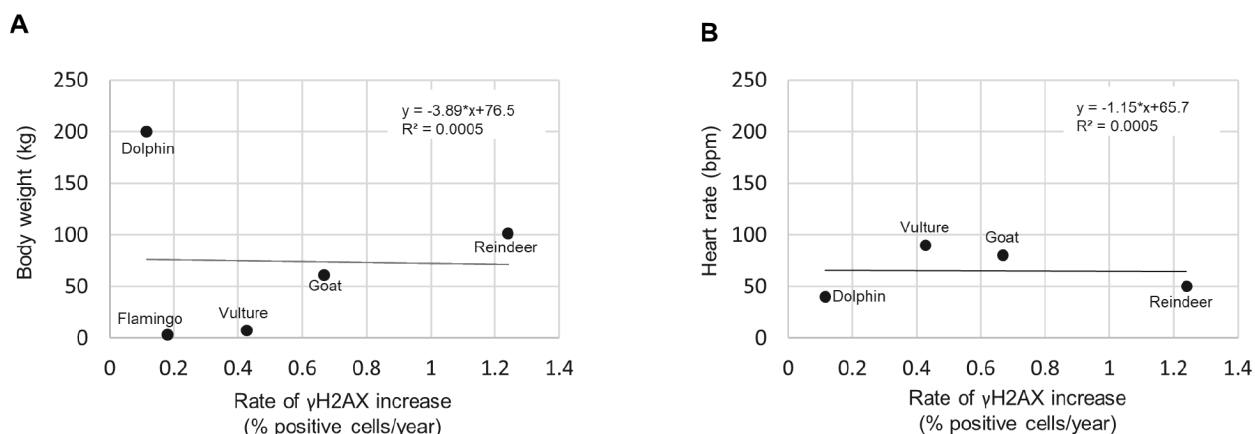 A
250
200
150
100
50
0
Body weight (kg)
y = -3.89*x+76.5
R² = 0.0005
Dolphin
Reindeer
Goat
Flamingo
Vulture
0 0.2 0.4 0.6 0.8 1 1.2 1.4
Rate of γH2AX increase
(% positive cells/year)
B
250
200
150
100
50
0
Heart rate (bpm)
y = -1.15*x+65.7
R² = 0.0005
Vulture
Goat
Dolphin
Reindeer
0 0.2 0.4 0.6 0.8 1 1.2 1.4
Rate of γH2AX increase
(% positive cells/year)